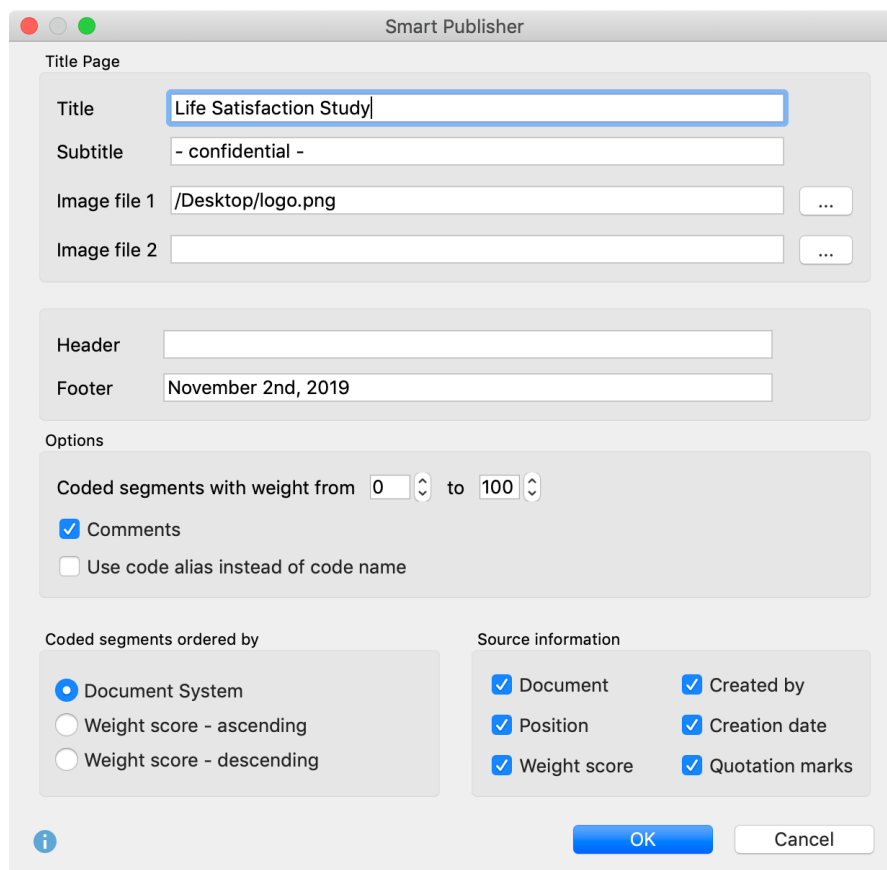 Smart Publisher
Title Page
Title Life Satisfaction Study
Subtitle - confidential -
Image file 1 /Desktop/logo.png ...
Image file 2 ...
Header
Footer November 2nd, 2019
Options
Coded segments with weight from 0 to 100
Comments
Use code alias instead of code name
Coded segments ordered by
Document System
Weight score - ascending
Weight score - descending
Source information
Document Created by
Position Creation date
Weight score Quotation marks
i
OK Cancel